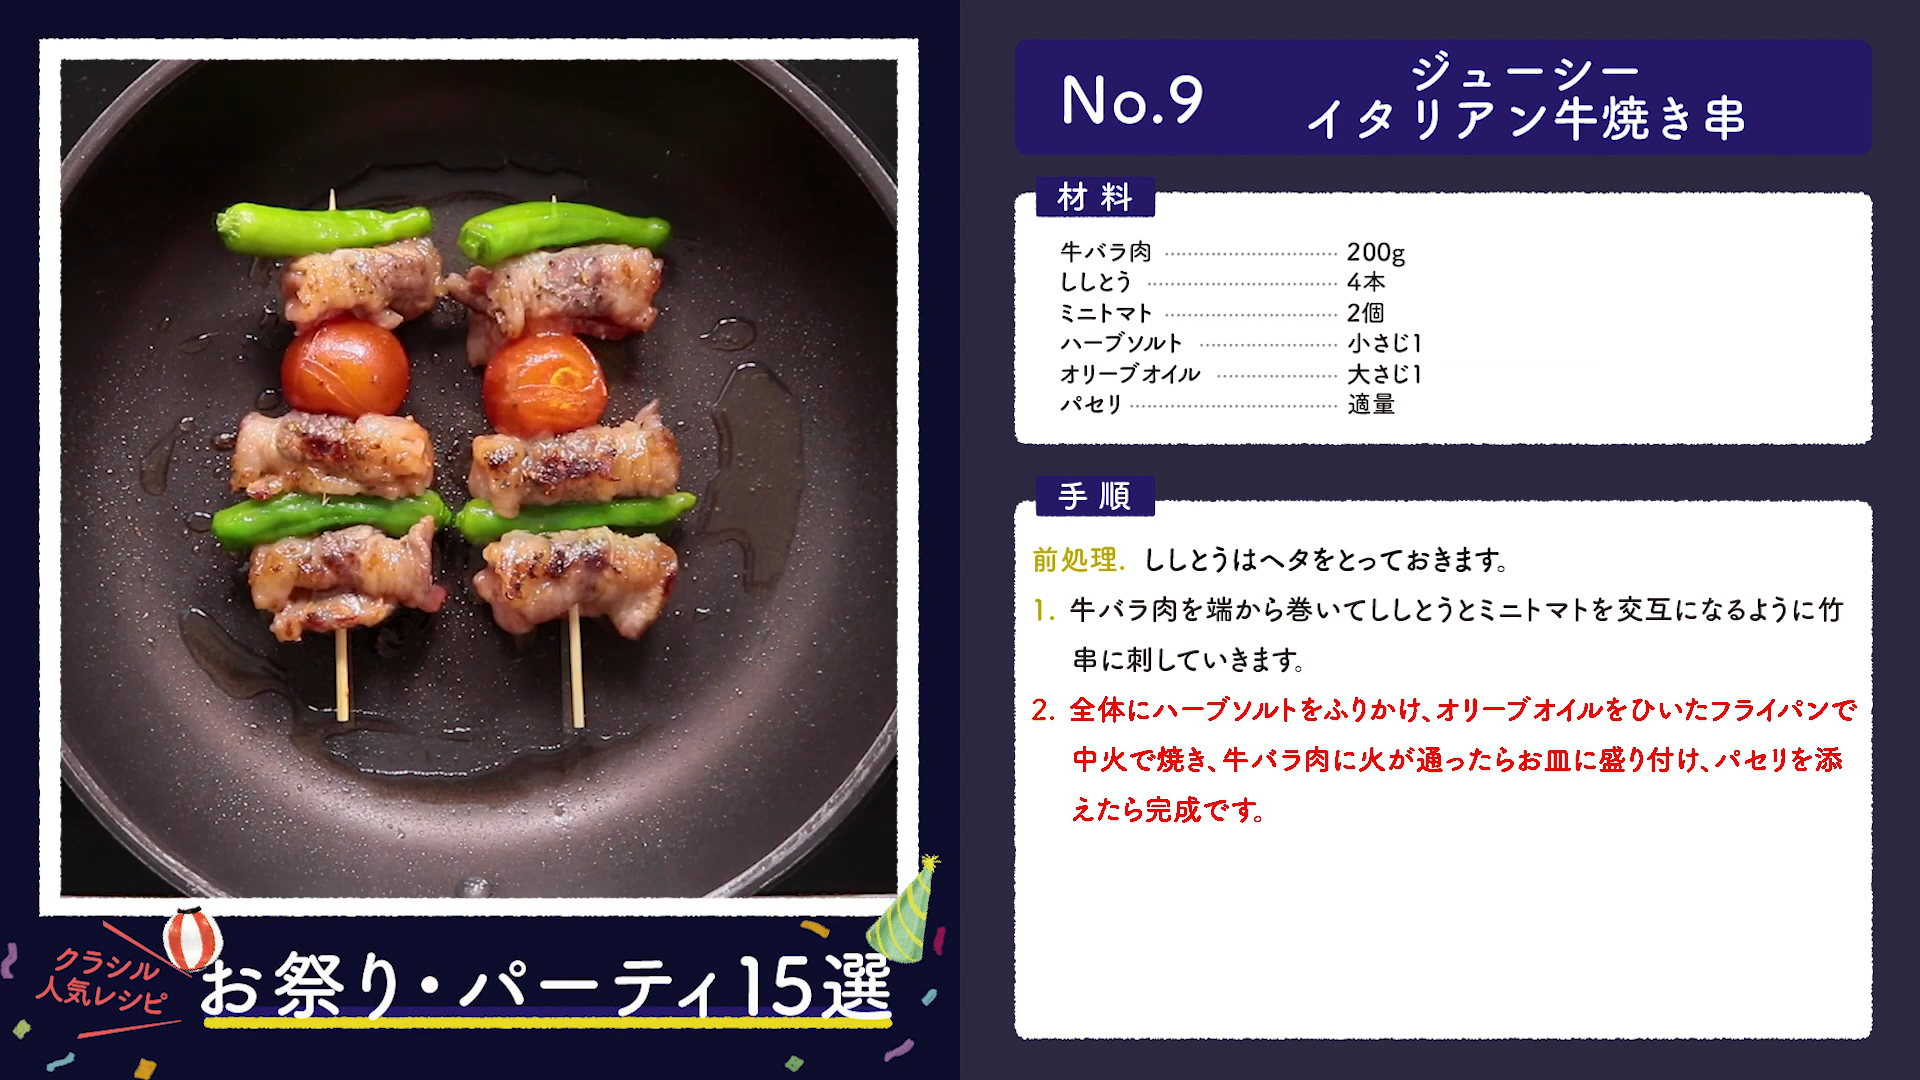 No.9
ジューシー
イタリアン牛焼き串
材料
牛バラ肉 200g
ししとう 4本
ミニトマト 2個
ハーブソルト 小さじ1
オリーブオイル 大さじ1
パセリ 適量
手順
前処理. ししとうはヘタをとっておきます。
1. 牛バラ肉を端から巻いてししとうとミニトマトを交互になるように竹
串に刺していきます。
2. 全体にハーブソルトをふりかけ、オリーブオイルをひいたフライパンで
中火で焼き、牛バラ肉に火が通ったらお皿に盛り付け、パセリを添
えたら完成です。
クラシル
人気レシピ
お祭り・パーティ15選